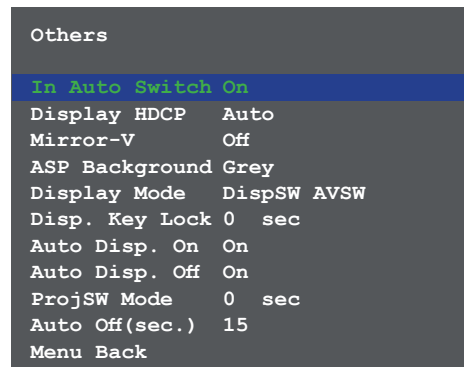 Others
In Auto Switch On
Display HDCP Auto
Mirror-V Off
ASP Background Grey
Display Mode DispSW AVSW
Disp. Key Lock 0 sec
Auto Disp. On On
Auto Disp. Off On
ProjSW Mode 0 sec
Auto Off(sec.) 15
Menu Back